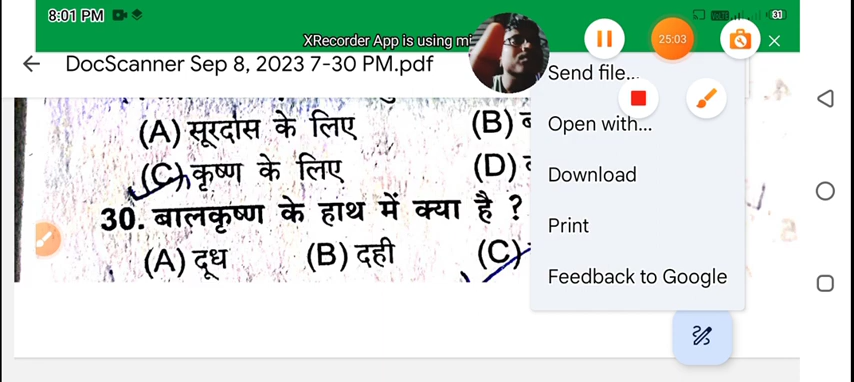 8:01 PM
31
XRecorder App is using mi
25:03
DocScanner Sep 8, 2023 7-30 PM.pdf
Send file...
Open with...
Download
Print
Feedback to Google
(A) सूरदास के लिए (B)
(C) कृष्ण के लिए (D)
30. बालकृष्ण के हाथ में क्या है ?
(A) दूध (B) दही (C)